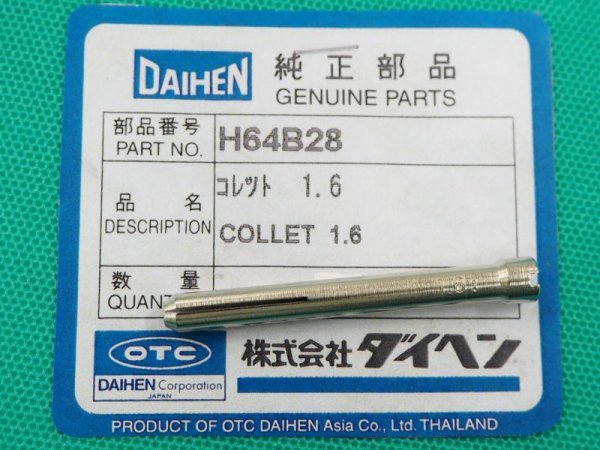 DAIHEN 純正部品
GENUINE PARTS
部品番号
PART NO. H64B28
品 名 コレット 1.6
DESCRIPTION COLLET 1.6
数 量
OTC 株式会社ダイヘン
DAIHEN Corporation
JAPAN
PRODUCT OF OTC DAIHEN Asia Co., Ltd. THAILAND